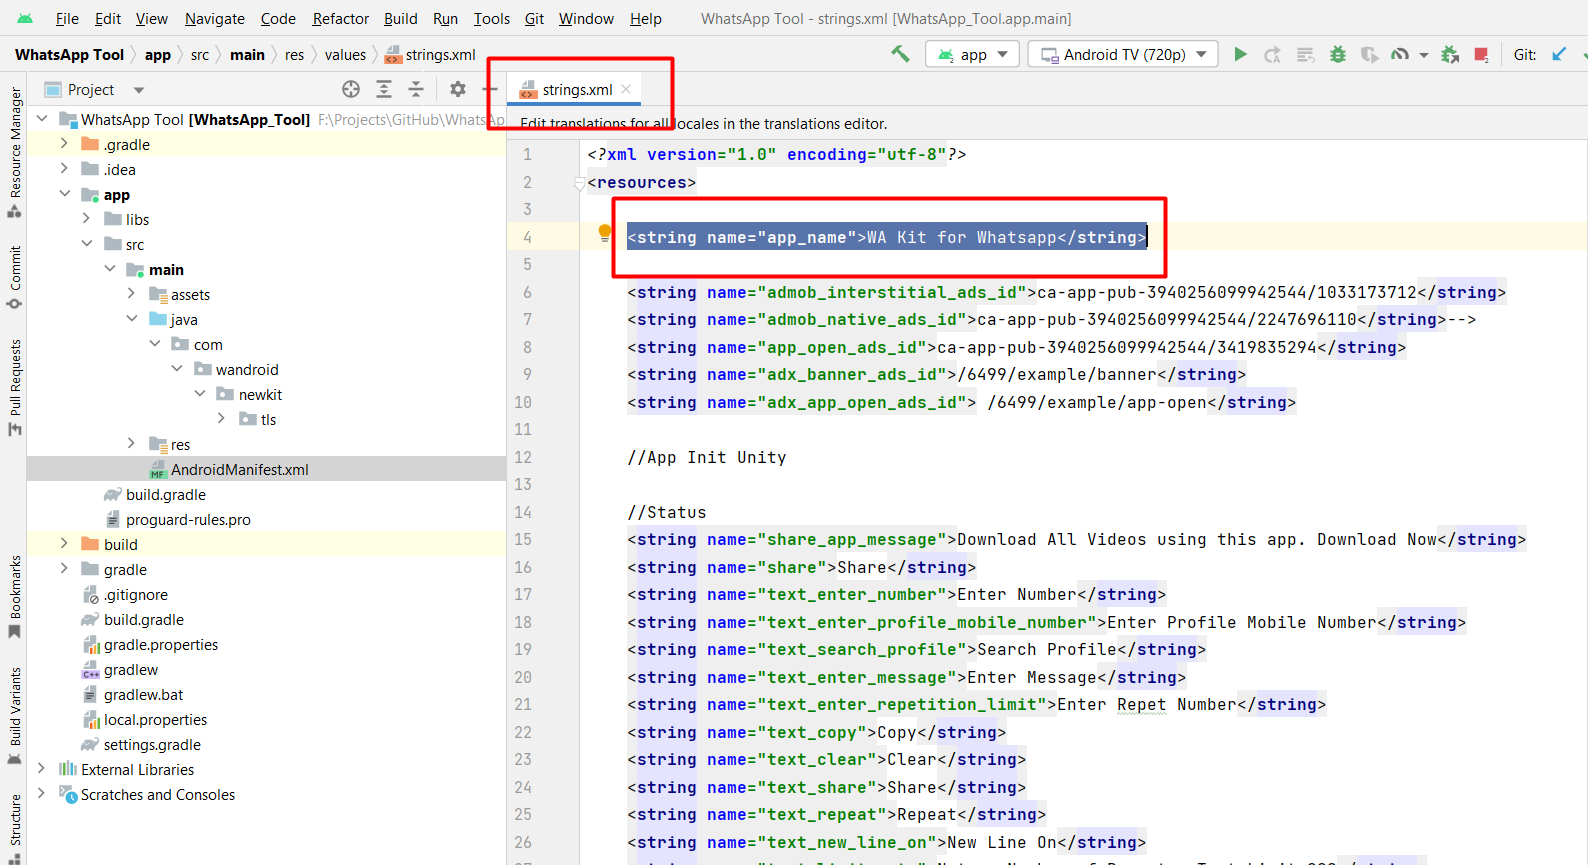 File Edit View Navigate Code Refactor Build Run Tools Git Window Help WhatsApp Tool - strings.xml [WhatsApp_Tool.app.main]
WhatsApp Tool app src main res values strings.xml app Android TV (720p) Git:
Project
strings.xml
Edit translations for all locales in the translations editor.
Resource Manager
Commit
Pull Requests
Bookmarks
Build Variants
Structure
WhatsApp Tool [WhatsApp_Tool] F:\Projects\GitHub\WhatsAp
.gradle
.idea
app
libs
src
main
assets
java
com
wandroid
newkit
tls
res
MF AndroidManifest.xml
build.gradle
proguard-rules.pro
build
gradle
.gitignore
build.gradle
gradle.properties
C++ gradlew
gradlew.bat
local.properties
settings.gradle
External Libraries
Scratches and Consoles
1 <?xml version="1.0" encoding="utf-8"?>
2 <resources>
3
4 <string name="app_name">WA Kit for Whatsapp</string>
5
6 <string name="admob_interstitial_ads_id">ca-app-pub-3940256099942544/1033173712</string>
7 <string name="admob_native_ads_id">ca-app-pub-3940256099942544/2247696110</string>-->
8 <string name="app_open_ads_id">ca-app-pub-3940256099942544/3419835294</string>
9 <string name="adx_banner_ads_id">/6499/example/banner</string>
10 <string name="adx_app_open_ads_id"> /6499/example/app-open</string>
11
12 //App Init Unity
13
14 //Status
15 <string name="share_app_message">Download All Videos using this app. Download Now</string>
16 <string name="share">Share</string>
17 <string name="text_enter_number">Enter Number</string>
18 <string name="text_enter_profile_mobile_number">Enter Profile Mobile Number</string>
19 <string name="text_search_profile">Search Profile</string>
20 <string name="text_enter_message">Enter Message</string>
21 <string name="text_enter_repetition_limit">Enter Repet Number</string>
22 <string name="text_copy">Copy</string>
23 <string name="text_clear">Clear</string>
24 <string name="text_share">Share</string>
25 <string name="text_repeat">Repeat</string>
26 <string name="text_new_line_on">New Line On</string>